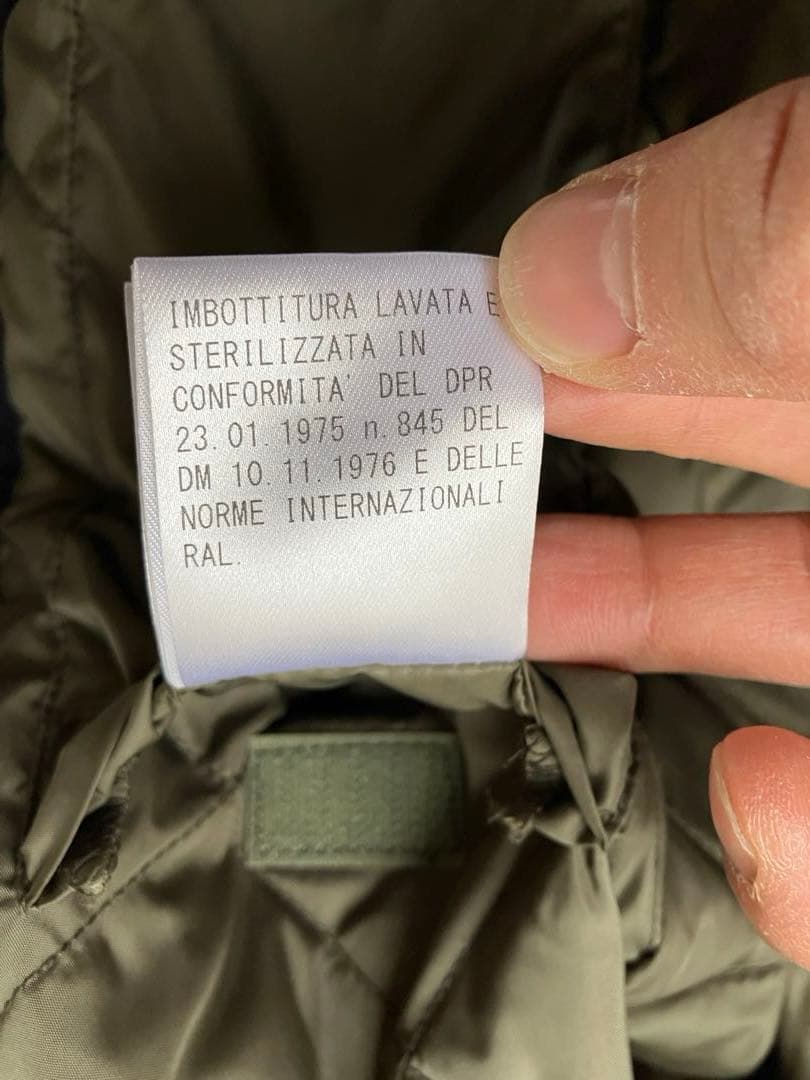 IMBOTTITURA LAVATA E
STERILIZZATA IN
CONFORMITA' DEL DPR
23.01.1975 n.845 DEL
DM 10.11.1976 E DELLE
NORME INTERNAZIONALI
RAL.